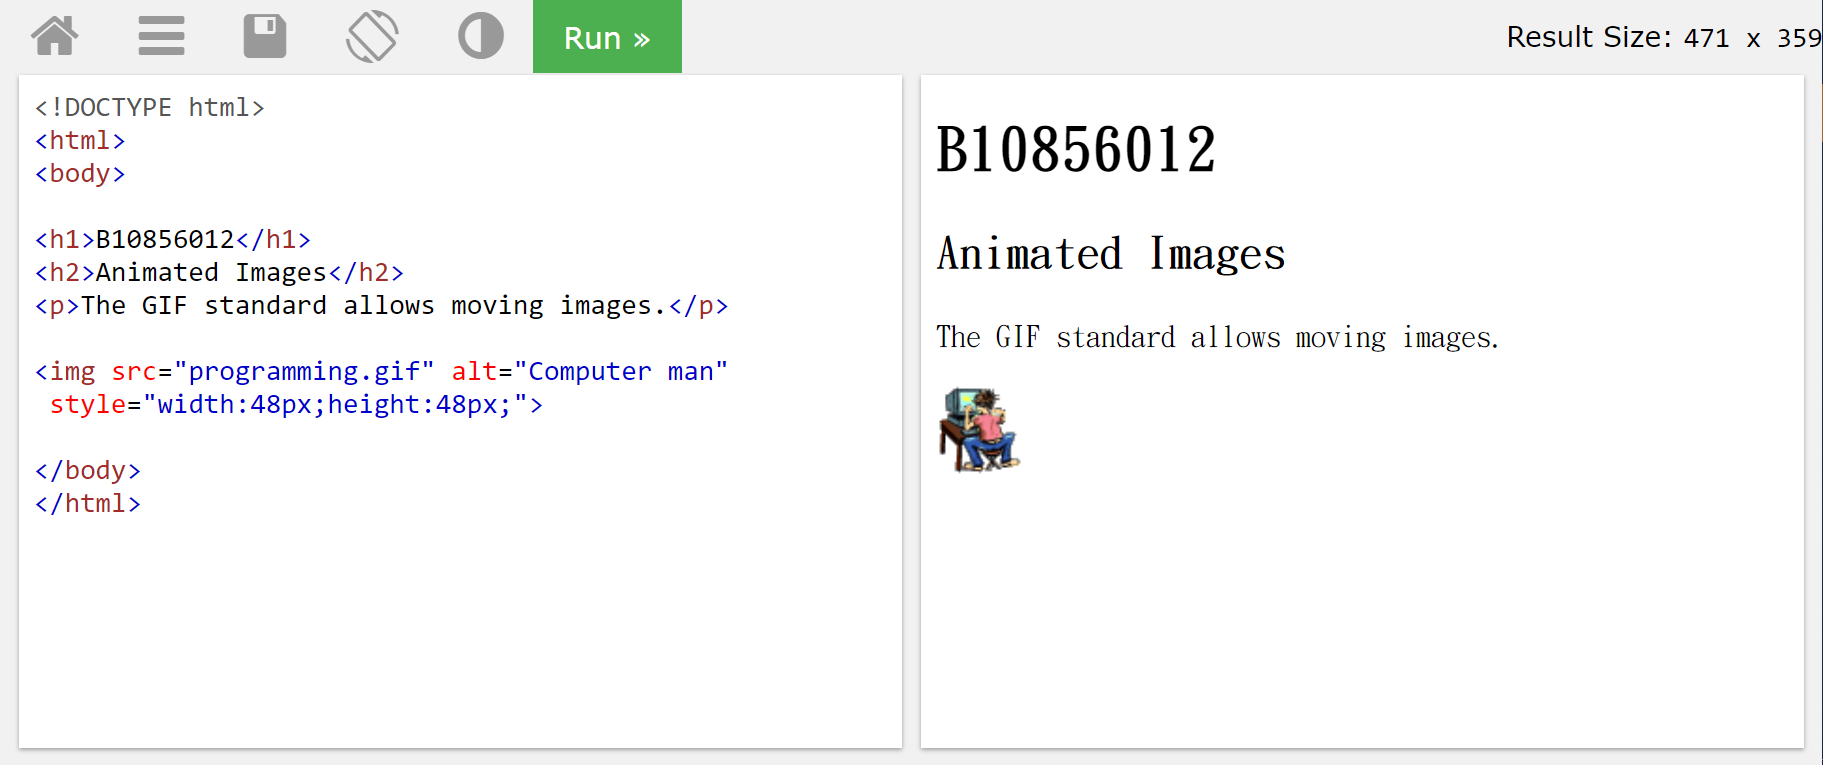 Run »
Result Size: 471 x 359
<!DOCTYPE html>
<html>
<body>
<h1>B10856012</h1>
<h2>Animated Images</h2>
<p>The GIF standard allows moving images.</p>
<img src="programming.gif" alt="Computer man"
style="width:48px;height:48px;">
</body>
</html>
B10856012
Animated Images
The GIF standard allows moving images.